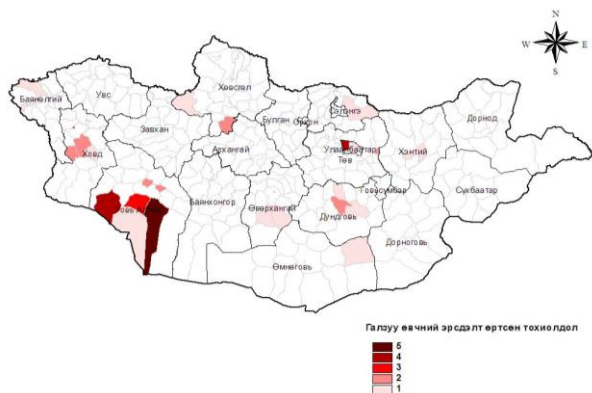 N
W E
S
Хөвсгөл
Увс
Баянөлгий
Сэлэнгэ
Дорнод
Булган
Орхон
Завхан
Улаанбаатар
Ховд
Архангай
Төв
Хэнтий
Говьсүмбэр
Сүхбаатар
Баянхонгор
Өвөрхангай
Дундговь
Дорноговь
Өмнөговь
Галзуу өвчний эрсдэлт өртсөн тохиолдол
5
4
3
2
1